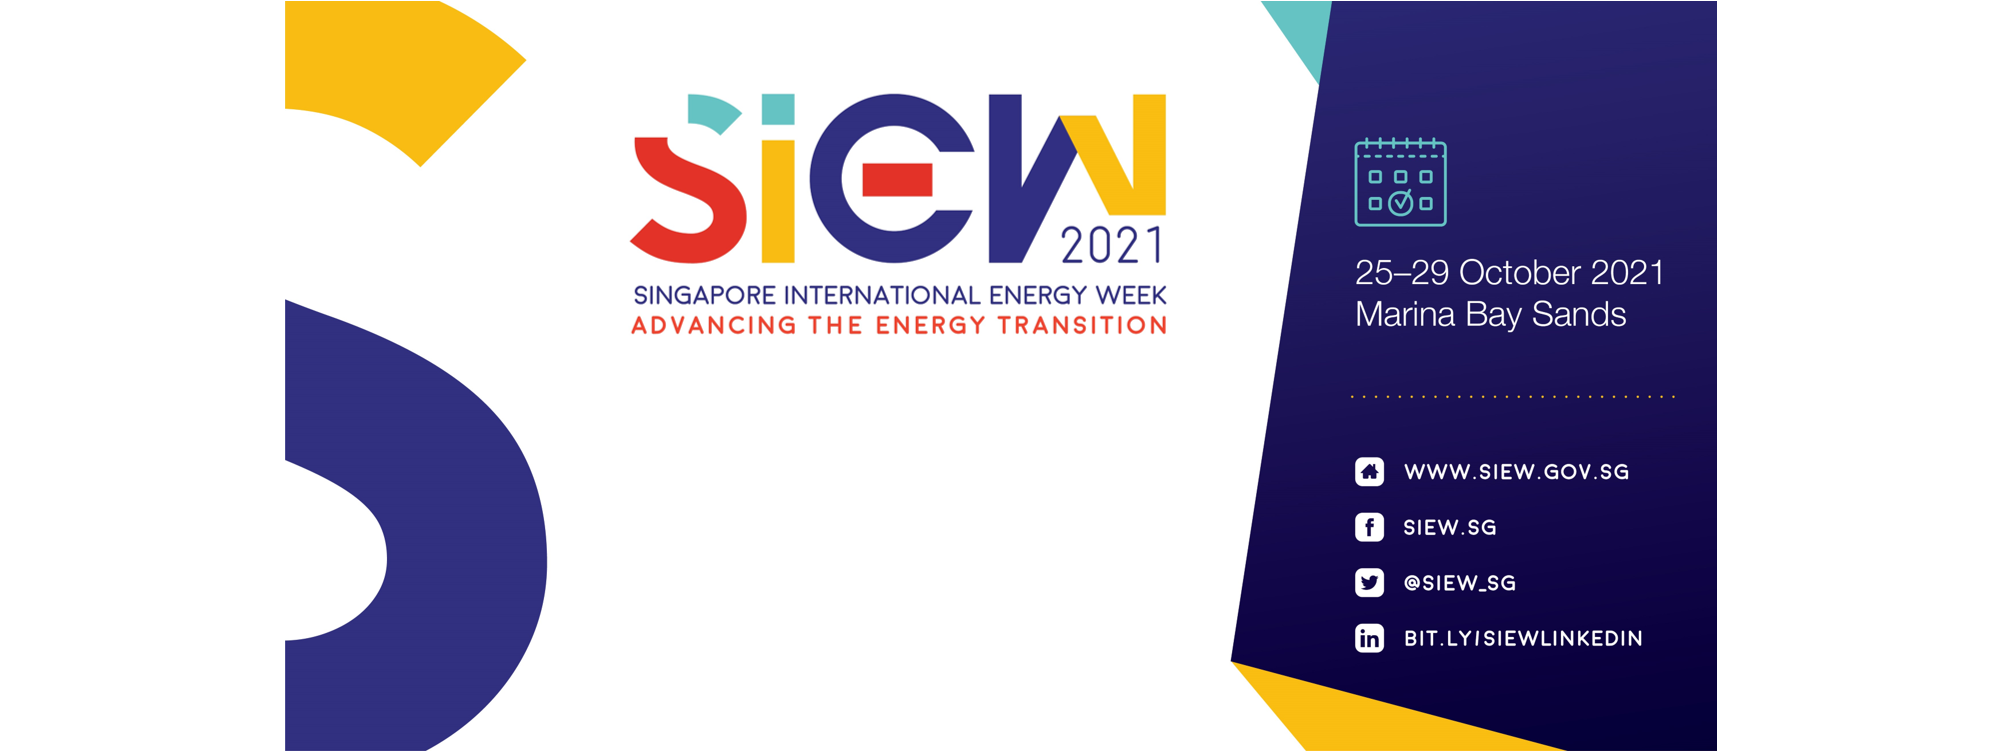 SiEW
2021
SINGAPORE INTERNATIONAL ENERGY WEEK
ADVANCING THE ENERGY TRANSITION
25–29 October 2021
Marina Bay Sands
WWW.SIEW.GOV.SG
SIEW.SG
@SIEW_SG
BIT.LY/SIEWLINKEDIN